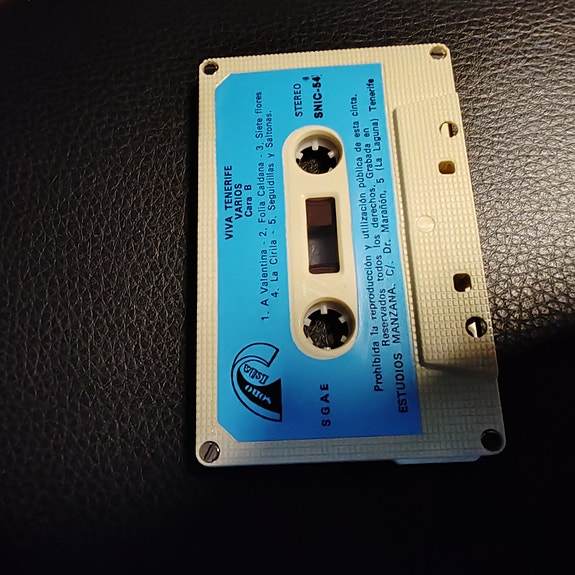 VIVA TENERIFE
VARIOS
Cara B
1. A Valentina - 2. Folia Caldana - 3. Siete flores
4. La Cirila - 5. Seguidillas y Saltonas.
STEREO
SNIC-54
SGAE
Prohibida la reproducción y utilización pública de esta cinta.
Reservados todos los derechos. Grabada en
ESTUDIOS MANZANA. C/. Dr. Marañón, 5 (La Laguna) Tenerife